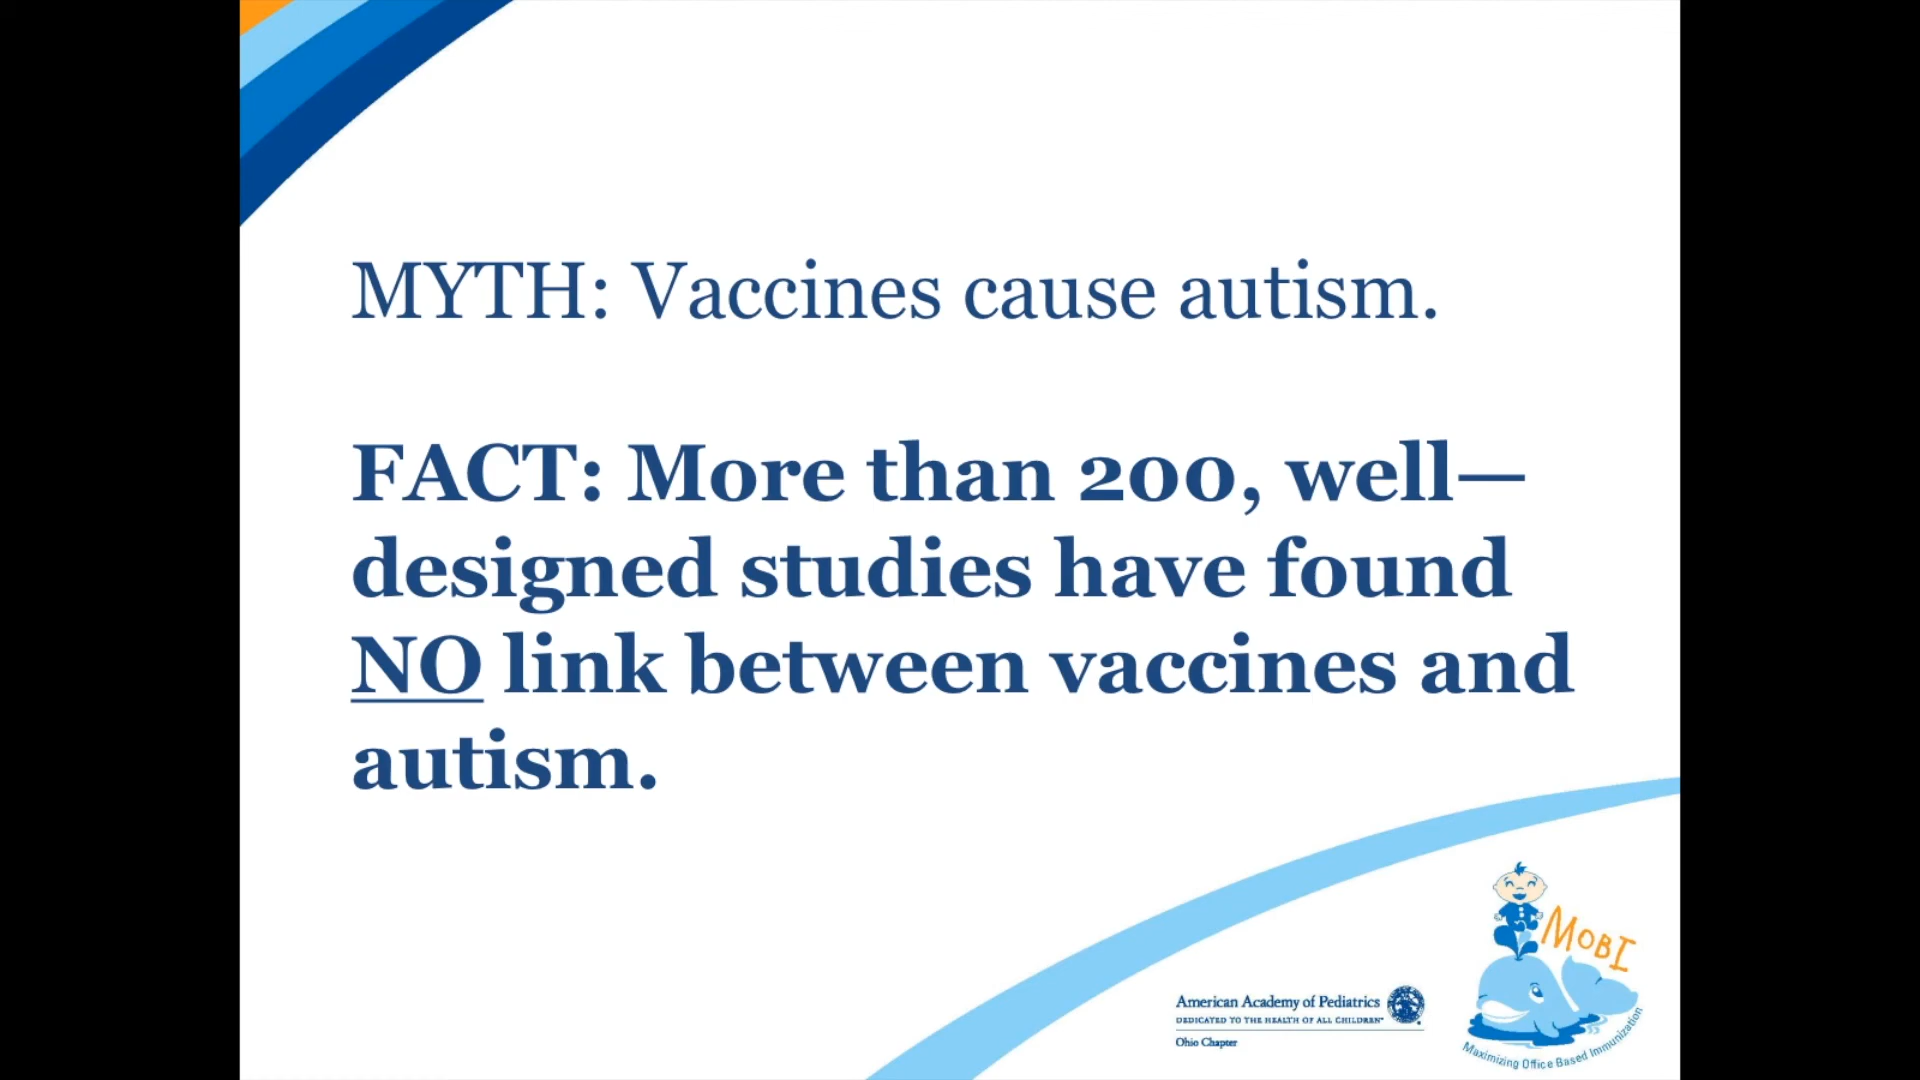 MYTH: Vaccines cause autism.
FACT: More than 200, well—
designed studies have found
NO link between vaccines and
autism.
MOBI
American Academy of Pediatrics
DEDICATED TO THE HEALTH OF ALL CHILDREN™
Ohio Chapter
Maximizing Office Based Immunization